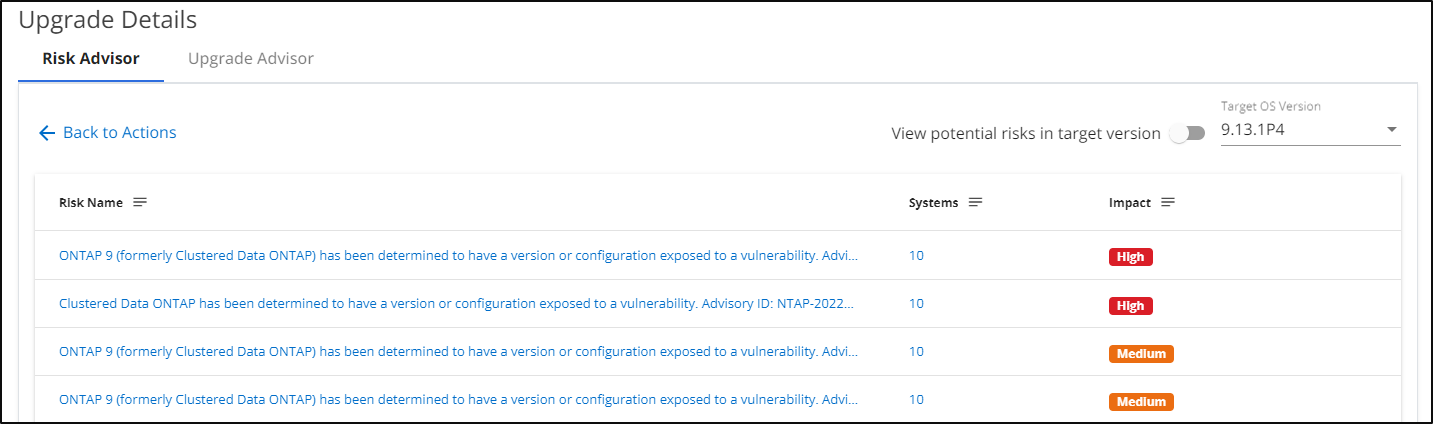 Upgrade Details
Risk Advisor Upgrade Advisor
Target OS Version
Back to Actions View potential risks in target version 9.13.1P4
Risk Name Systems Impact
ONTAP 9 (formerly Clustered Data ONTAP) has been determined to have a version or configuration exposed to a vulnerability. Advi... 10 High
Clustered Data ONTAP has been determined to have a version or configuration exposed to a vulnerability. Advisory ID: NTAP-2022... 10 High
ONTAP 9 (formerly Clustered Data ONTAP) has been determined to have a version or configuration exposed to a vulnerability. Advi... 10 Medium
ONTAP 9 (formerly Clustered Data ONTAP) has been determined to have a version or configuration exposed to a vulnerability. Advi... 10 Medium